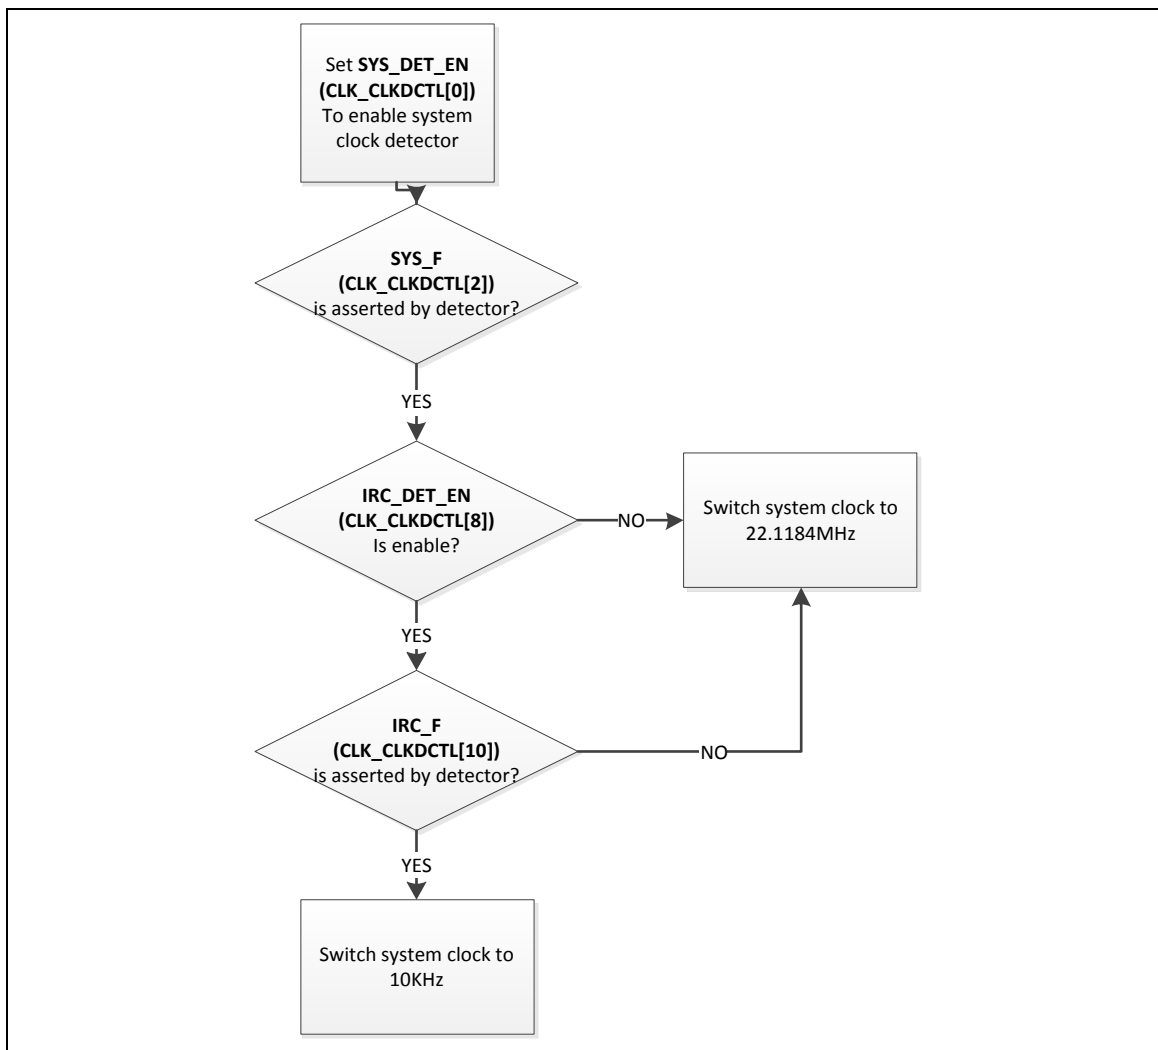 Set SYS_DET_EN
(CLK_CLKDCTL[0])
To enable system
clock detector
SYS_F
(CLK_CLKDCTL[2])
is asserted by detector?
YES
IRC_DET_EN
(CLK_CLKDCTL[8])
Is enable?
NO
Switch system clock to
22.1184MHz
YES
IRC_F
(CLK_CLKDCTL[10])
is asserted by detector?
NO
YES
Switch system clock to
10KHz